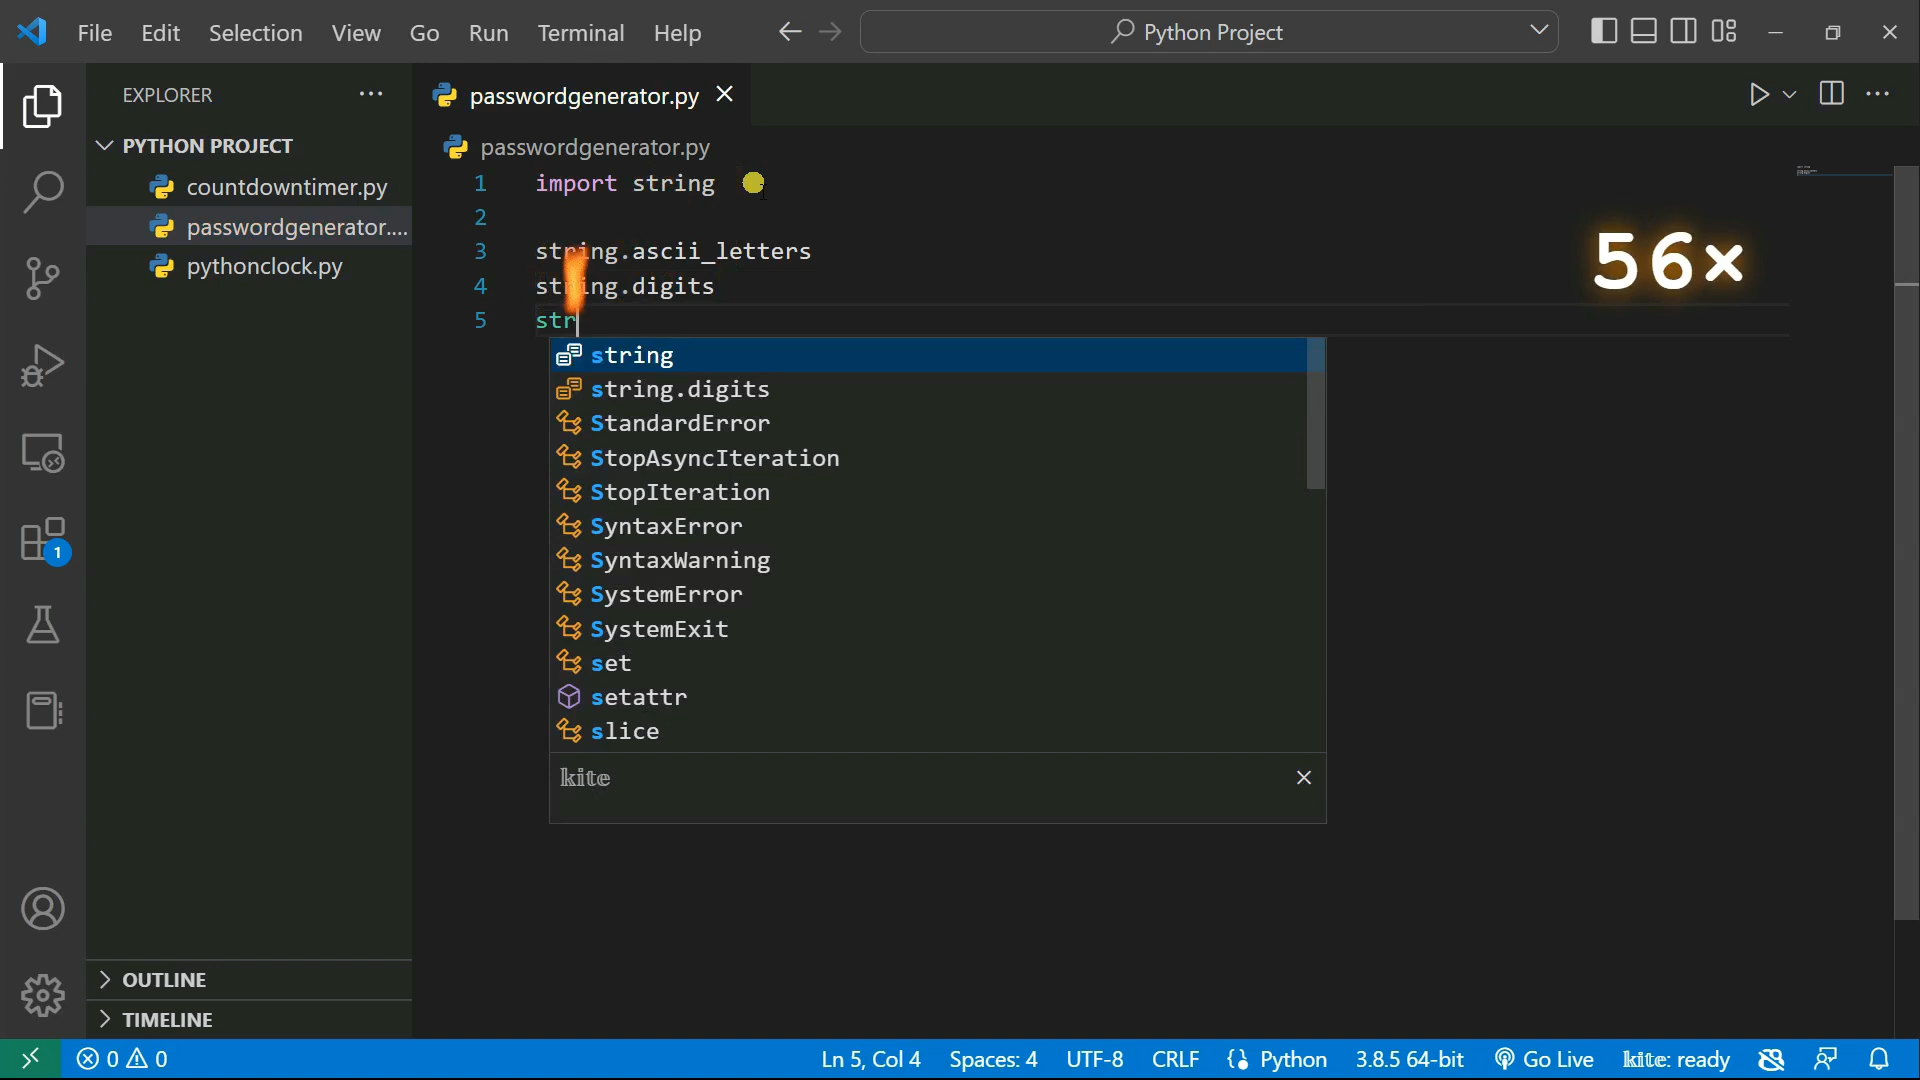 File Edit Selection View Go Run Terminal Help
Python Project
EXPLORER
PYTHON PROJECT
countdowntimer.py
passwordgenerator....
pythonclock.py
OUTLINE
TIMELINE
passwordgenerator.py
passwordgenerator.py
1 import string
2
3 string.ascii_letters
4 string.digits
5 str
string
string.digits
StandardError
StopAsyncIteration
StopIteration
SyntaxError
SyntaxWarning
SystemError
SystemExit
set
setattr
slice
kite
56×
1
0 0
Ln 5, Col 4 Spaces: 4 UTF-8 CRLF Python 3.8.5 64-bit Go Live kite: ready